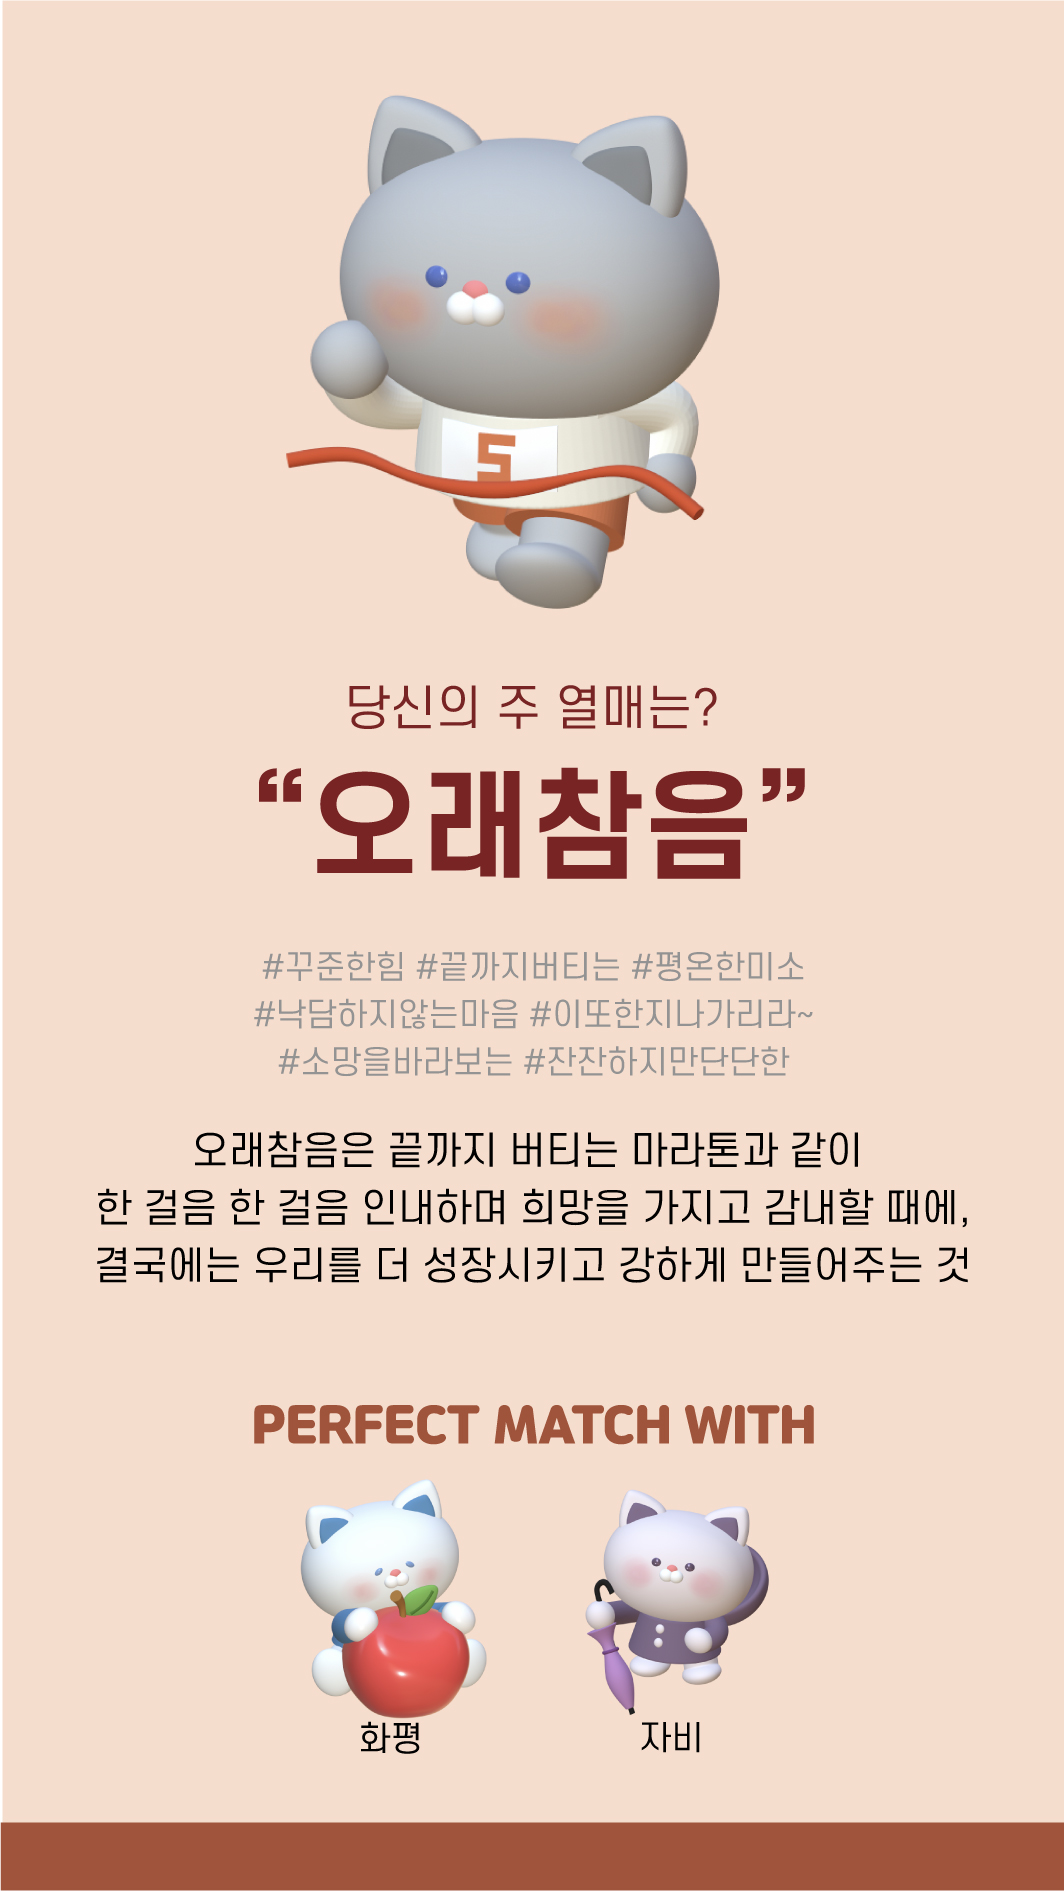 5
당신의 주 열매는?
“오래참음”
#꾸준한힘 #끝까지버티는 #평온한미소
#낙담하지않는마음 #이또한지나가리라~
#소망을바라보는 #잔잔하지만단단한
오래참음은 끝까지 버티는 마라톤과 같이
한 걸음 한 걸음 인내하며 희망을 가지고 감내할 때에,
결국에는 우리를 더 성장시키고 강하게 만들어주는 것
PERFECT MATCH WITH
화평
자비